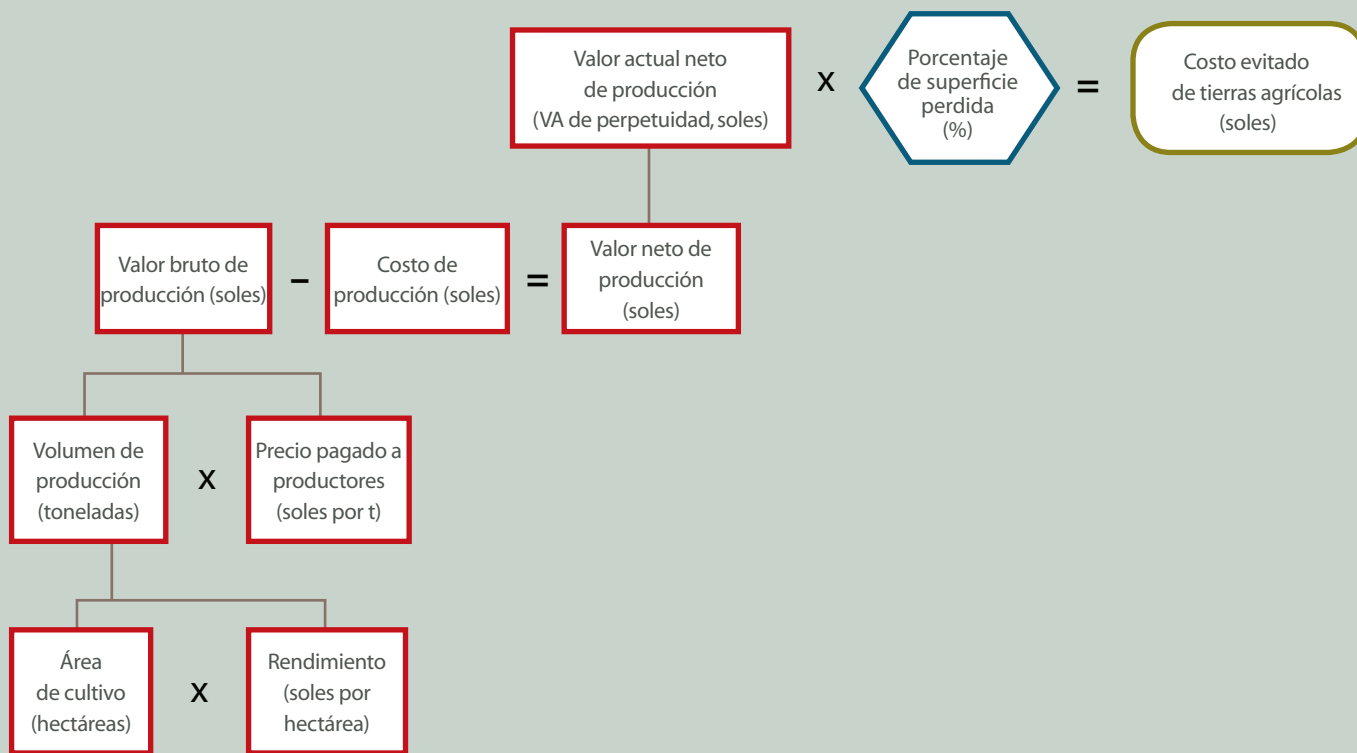 Valor actual neto
de producción
(VA de perpetuidad, soles)
x
Porcentaje
de superficie
perdida
(%)
=
Costo evitado
de tierras agrícolas
(soles)
Valor bruto de
producción (soles)
–
Costo de
producción (soles)
=
Valor neto de
producción
(soles)
Volumen de
producción
(toneladas)
x
Precio pagado a
productores
(soles por t)
Área
de cultivo
(hectáreas)
x
Rendimiento
(soles por
hectárea)